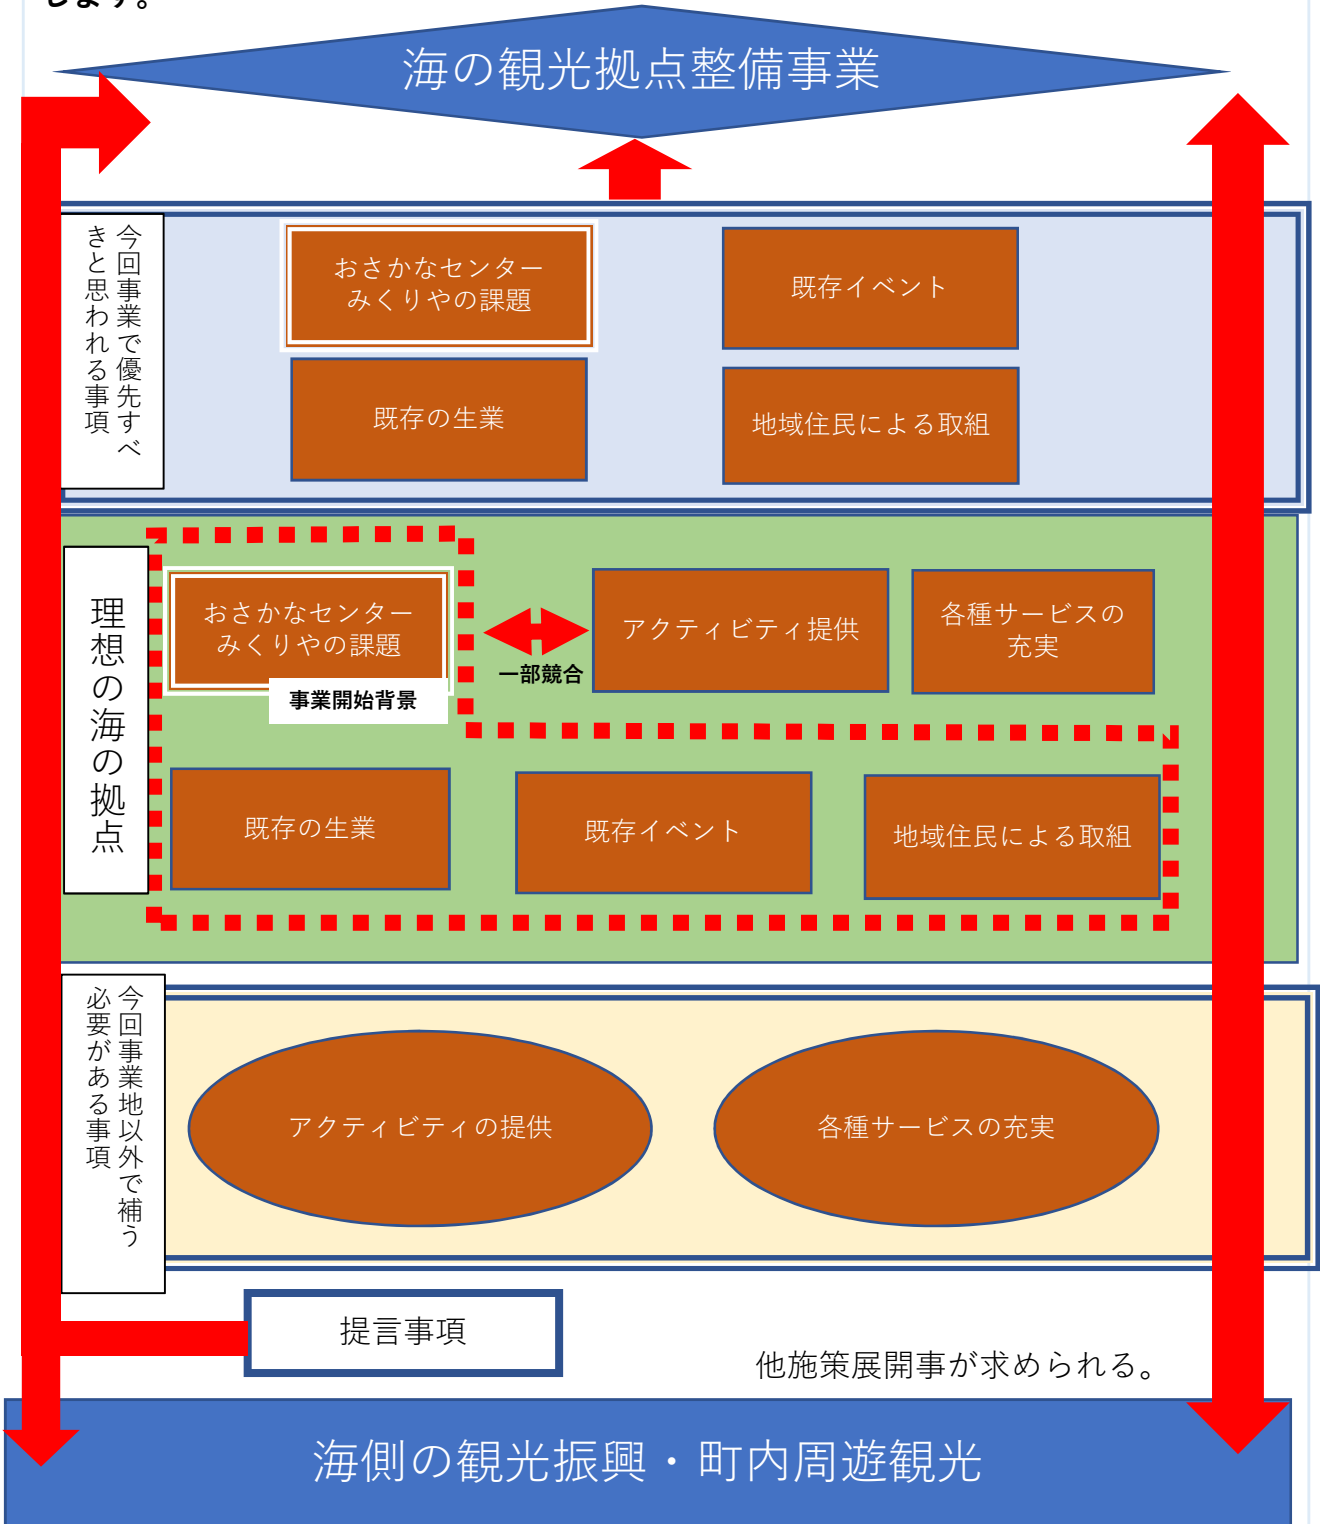 します。
海の観光拠点整備事業
今回事業で優先すべ
きと思われる事項
おさかなセンター
みくりやの課題
既存イベント
既存の生業
地域住民による取組
理想の海の拠点
おさかなセンター
みくりやの課題
事業開始背景
一部競合
アクティビティ提供
各種サービスの
充実
既存の生業
既存イベント
地域住民による取組
今回事業地以外で補う
必要がある事項
アクティビティの提供
各種サービスの充実
提言事項
他施策展開事が求められる。
海側の観光振興・町内周遊観光